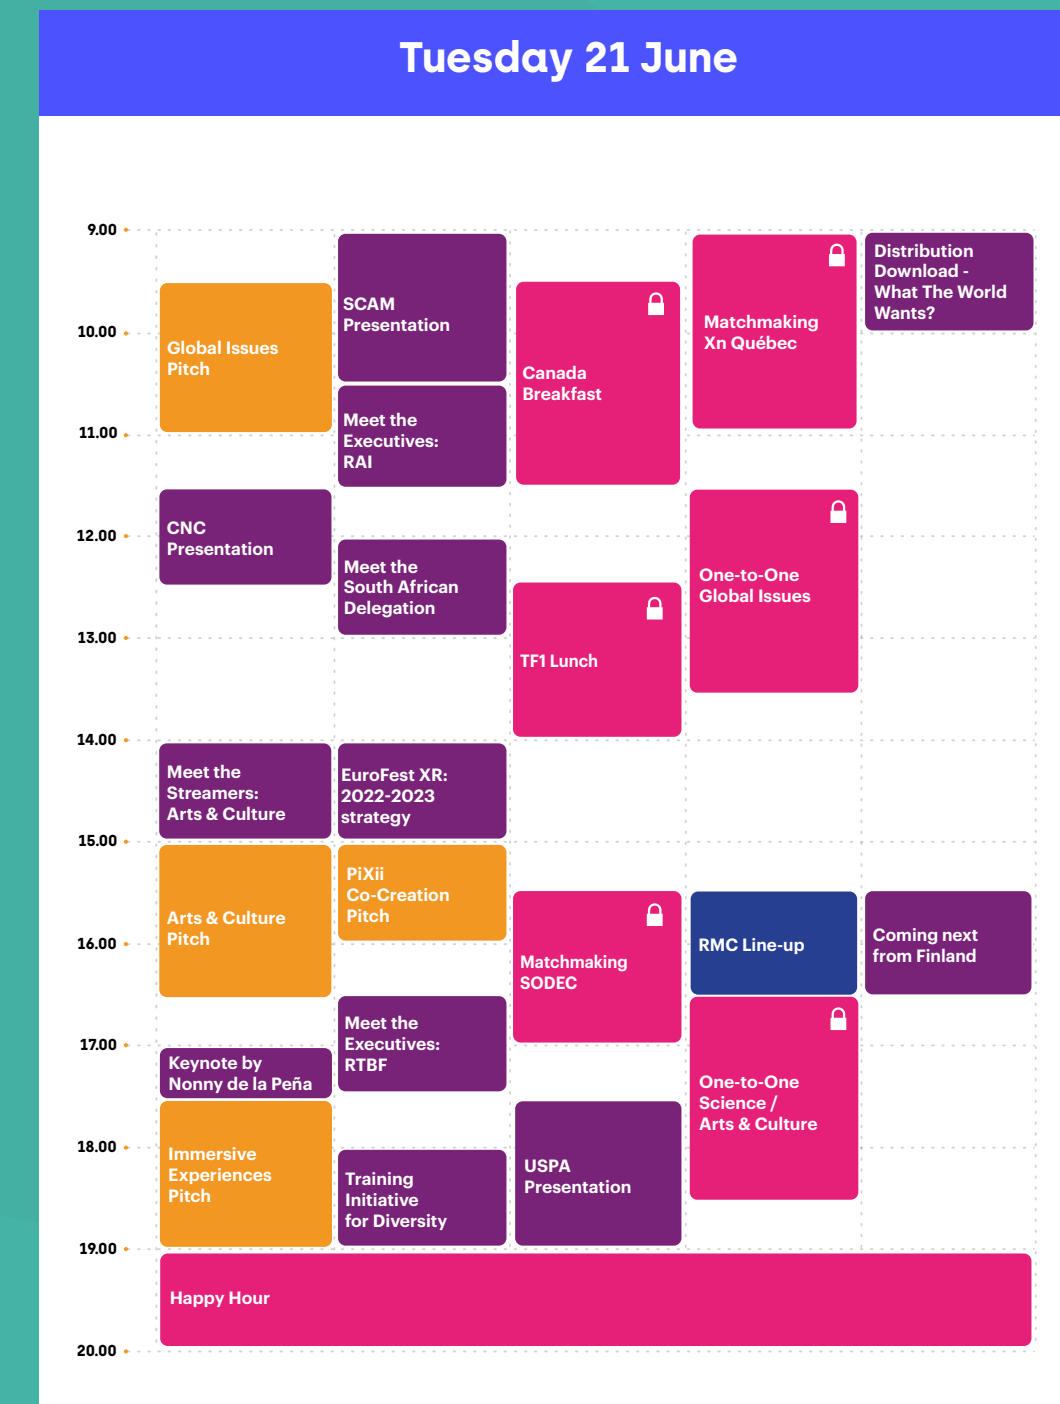 Tuesday 21 June
9.00
10.00
11.00
12.00
13.00
14.00
15.00
16.00
17.00
18.00
19.00
20.00
Global Issues
Pitch
CNC
Presentation
Meet the
Streamers:
Arts & Culture
Arts & Culture
Pitch
Keynote by
Nonny de la Peña
Immersive
Experiences
Pitch
SCAM
Presentation
Meet the
Executives:
RAI
Meet the
South African
Delegation
EuroFest XR:
2022-2023
strategy
PiXii
Co-Creation
Pitch
Meet the
Executives:
RTBF
Training
Initiative
for Diversity
Canada
Breakfast
TF1 Lunch
Matchmaking
SODEC
USPA
Presentation
Matchmaking
Xn Québec
One-to-One
Global Issues
RMC Line-up
One-to-One
Science /
Arts & Culture
Distribution
Download -
What The World
Wants?
Coming next
from Finland
Happy Hour